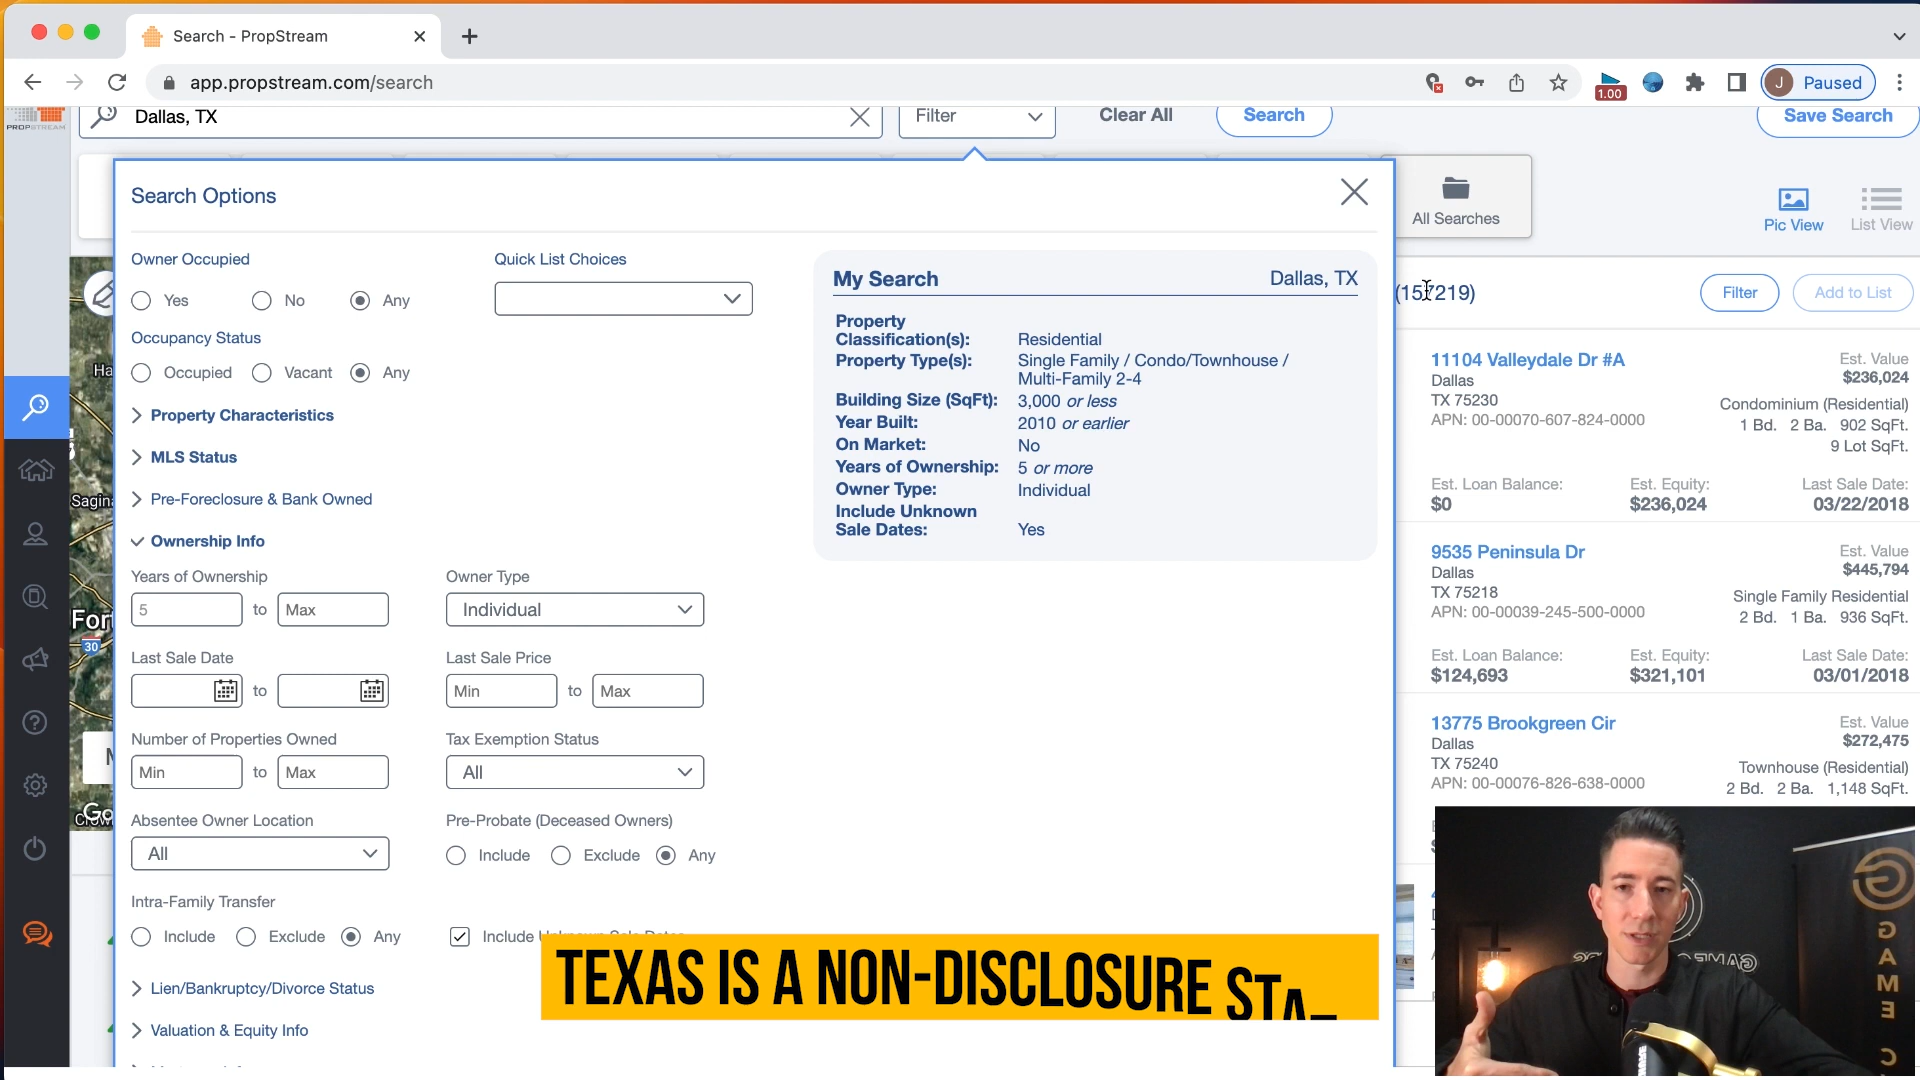 Search - PropStream
app.propstream.com/search
1.00
J Paused
PROPSTREAM
Dallas, TX
Filter
Clear All
Search
Save Search
Search Options
All Searches
Pic View
List View
Owner Occupied
Quick List Choices
Yes No Any
Occupancy Status
Occupied Vacant Any
Property Characteristics
MLS Status
Pre-Foreclosure & Bank Owned
Ownership Info
Years of Ownership
Owner Type
5 to Max
Individual
Last Sale Date
Last Sale Price
to
Min to Max
Number of Properties Owned
Tax Exemption Status
Min to Max
All
Absentee Owner Location
Pre-Probate (Deceased Owners)
All
Include Exclude Any
Intra-Family Transfer
Include Exclude Any
Include Unknown Sale Dates
Lien/Bankruptcy/Divorce Status
Valuation & Equity Info
My Search
Dallas, TX
Property
Classification(s): Residential
Property Type(s): Single Family / Condo/Townhouse /
Multi-Family 2-4
Building Size (SqFt): 3,000 or less
Year Built: 2010 or earlier
On Market: No
Years of Ownership: 5 or more
Owner Type: Individual
Include Unknown
Sale Dates: Yes
(157219)
Filter
Add to List
11104 Valleydale Dr #A
Dallas
TX 75230
APN: 00-00070-607-824-0000
Est. Value
$236,024
Condominium (Residential)
1 Bd. 2 Ba. 902 SqFt.
9 Lot SqFt.
Est. Loan Balance: Est. Equity: Last Sale Date:
$0 $236,024 03/22/2018
9535 Peninsula Dr
Dallas
TX 75218
APN: 00-00039-245-500-0000
Est. Value
$445,794
Single Family Residential
2 Bd. 1 Ba. 936 SqFt.
Est. Loan Balance: Est. Equity: Last Sale Date:
$124,693 $321,101 03/01/2018
13775 Brookgreen Cir
Dallas
TX 75240
APN: 00-00076-826-638-0000
Est. Value
$272,475
Townhouse (Residential)
2 Bd. 2 Ba. 1,148 SqFt.
Ha
Sagin
For
30
Go
TEXAS IS A NON-DISCLOSURE STA
GAME
C